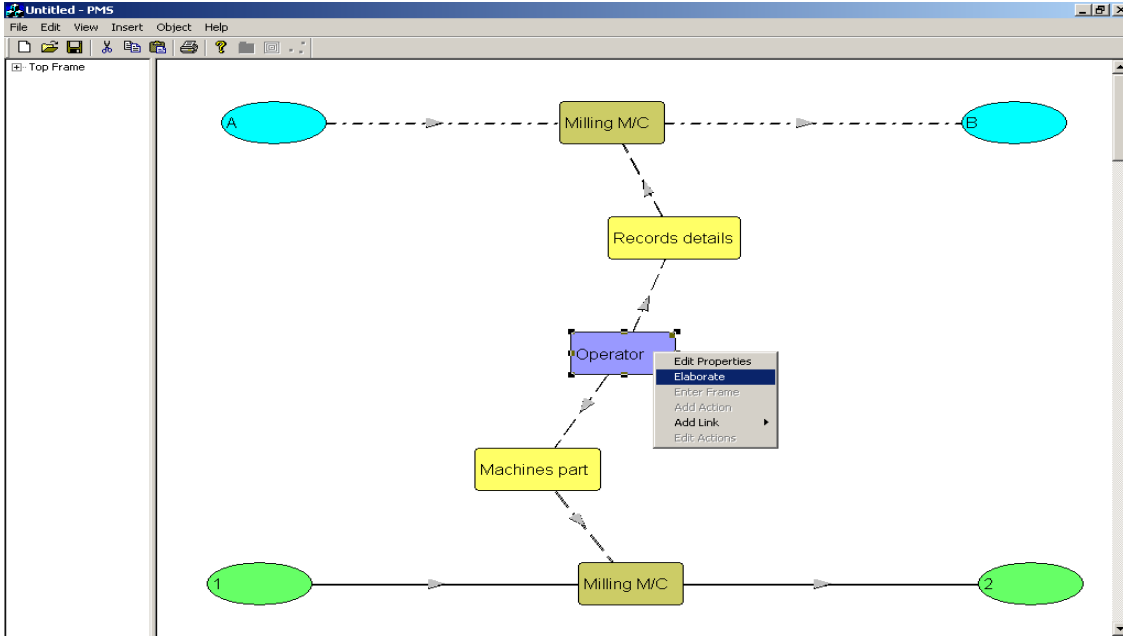 Untitled - PMS
File Edit View Insert Object Help
Top Frame
A
Milling M/C
B
Records details
Operator
Edit Properties
Elaborate
Enter Frame
Add Action
Add Link
Edit Actions
Machines part
1
Milling M/C
2